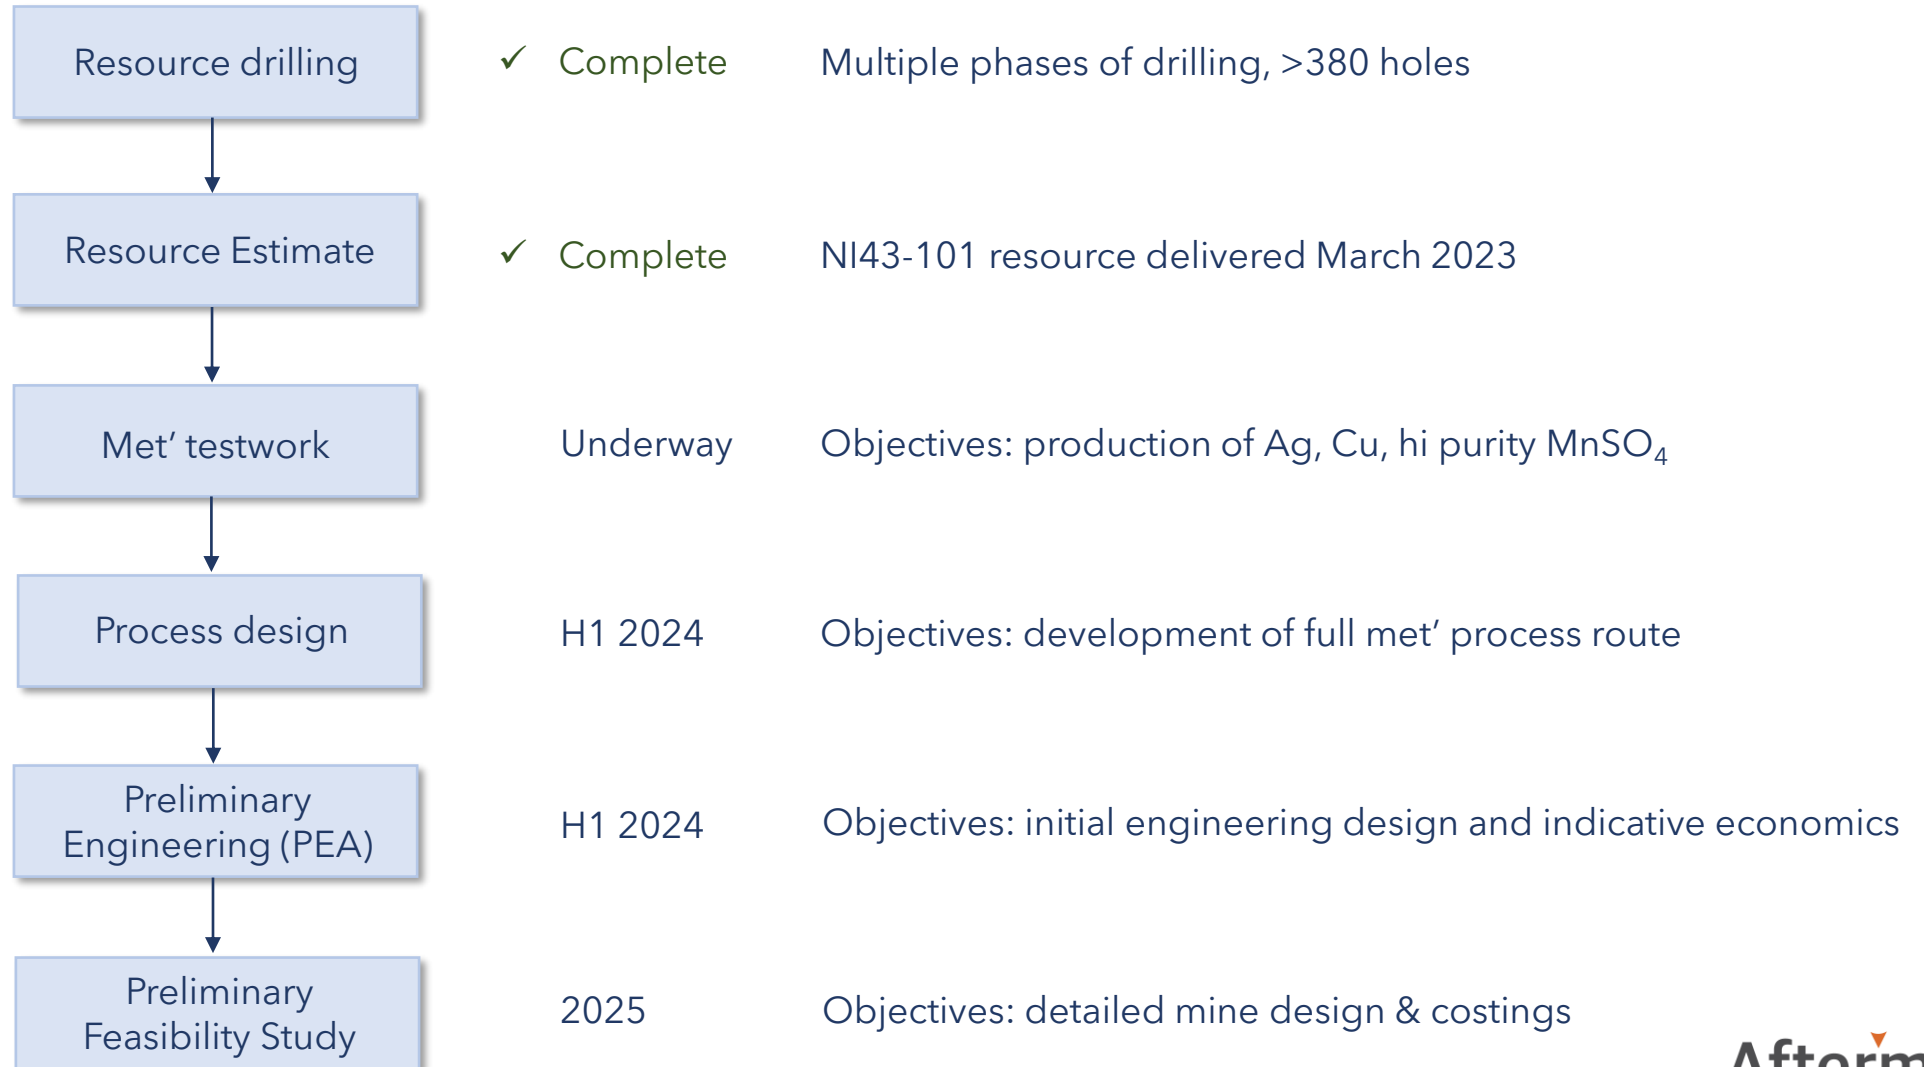 Resource drilling
✓ Complete
Multiple phases of drilling, >380 holes
Resource Estimate
✓ Complete
NI43-101 resource delivered March 2023
Met’ testwork
Underway
Objectives: production of Ag, Cu, hi purity MnSO₄
Process design
H1 2024
Objectives: development of full met’ process route
Preliminary
Engineering (PEA)
H1 2024
Objectives: initial engineering design and indicative economics
Preliminary
Feasibility Study
2025
Objectives: detailed mine design & costings